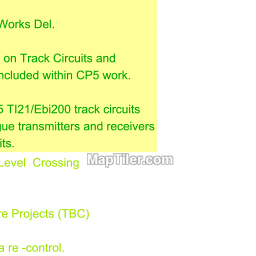 Works Del.
on Track Circuits and
ncluded within CP5 work.
5 TI21/Ebi200 track circuits
gue transmitters and receivers
its.
Level Crossing
MapTiler.com
re Projects (TBC)
a re -control.